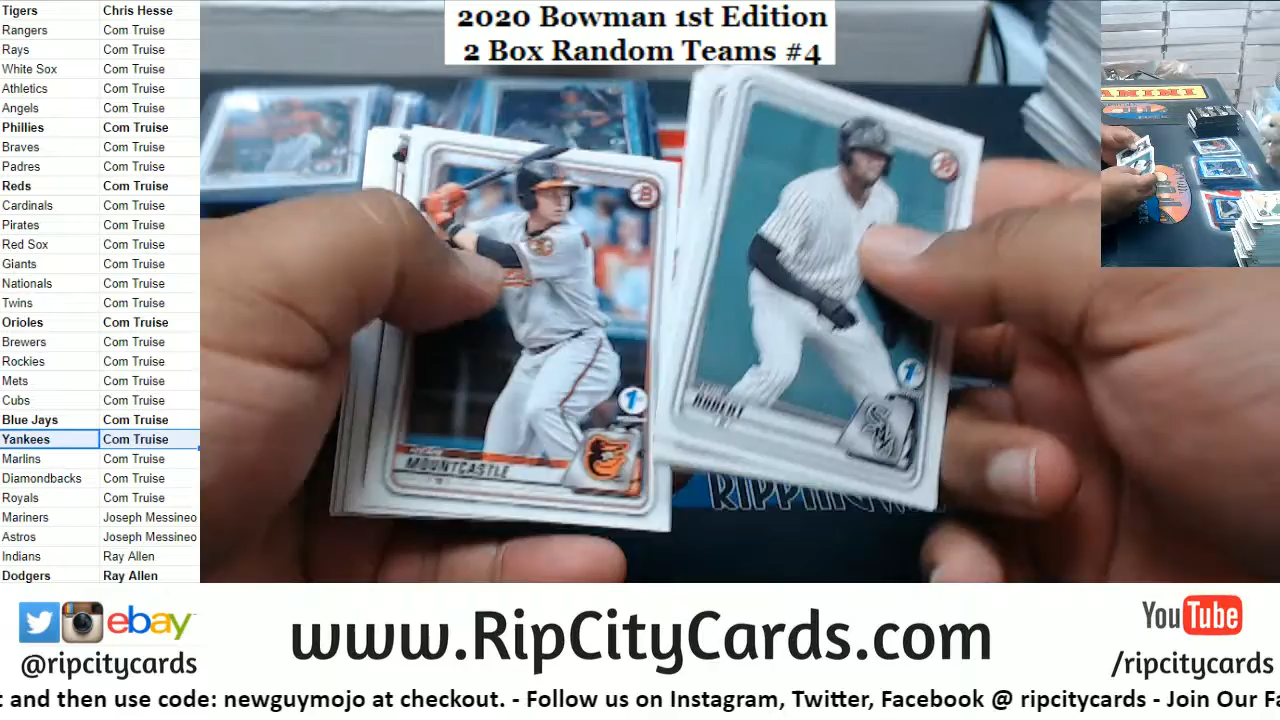 2020 Bowman 1st Edition
2 Box Random Teams #4
Tigers Chris Hesse
Rangers Com Truise
Rays Com Truise
White Sox Com Truise
Athletics Com Truise
Angels Com Truise
Phillies Com Truise
Braves Com Truise
Padres Com Truise
Reds Com Truise
Cardinals Com Truise
Pirates Com Truise
Red Sox Com Truise
Giants Com Truise
Nationals Com Truise
Twins Com Truise
Orioles Com Truise
Brewers Com Truise
Rockies Com Truise
Mets Com Truise
Cubs Com Truise
Blue Jays Com Truise
Yankees Com Truise
Marlins Com Truise
Diamondbacks Com Truise
Royals Com Truise
Mariners Joseph Messineo
Astros Joseph Messineo
Indians Ray Allen
Dodgers Ray Allen
MOUNTCASTLE
ROBERT
PANINI
ebay
@ripcitycards
www.RipCityCards.com
YouTube
/ripcitycards
t and then use code: newguymojo at checkout. - Follow us on Instagram, Twitter, Facebook @ ripcitycards - Join Our Fa